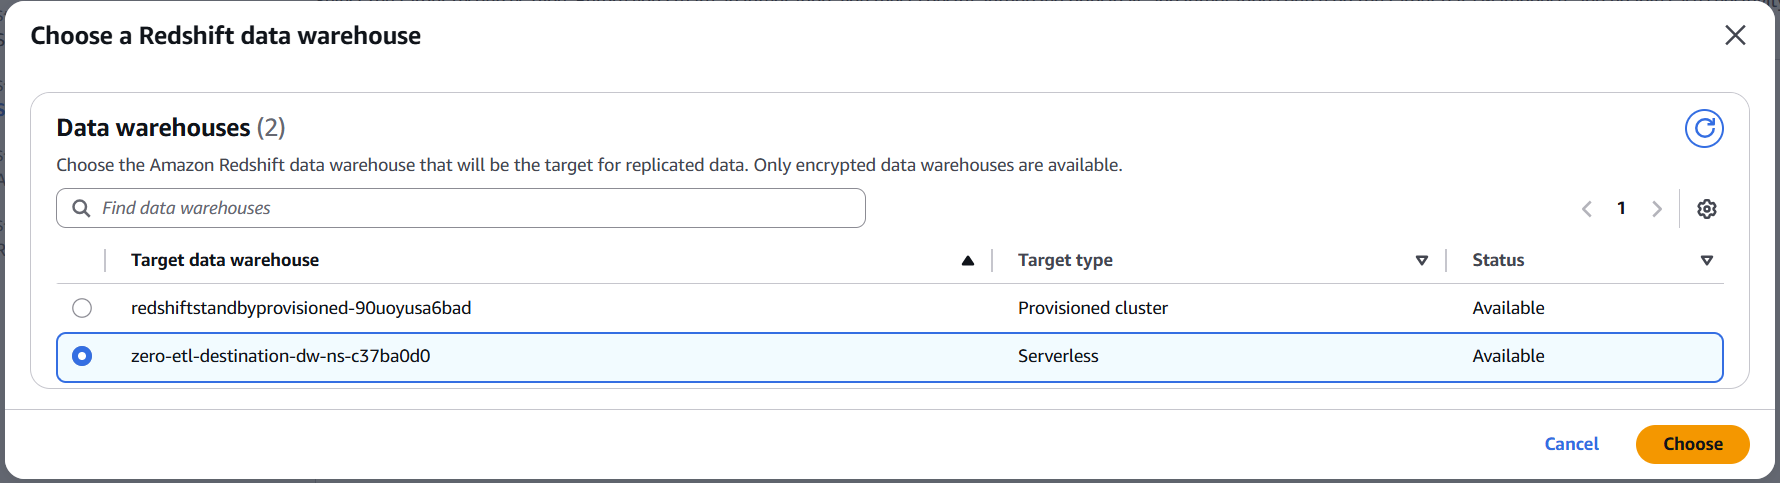 Choose a Redshift data warehouse
Data warehouses (2)
Choose the Amazon Redshift data warehouse that will be the target for replicated data. Only encrypted data warehouses are available.
Find data warehouses
1
Target data warehouse Target type Status
redshiftstandbyprovisioned-90uoyusa6bad Provisioned cluster Available
zero-etl-destination-dw-ns-c37ba0d0 Serverless Available
Cancel Choose